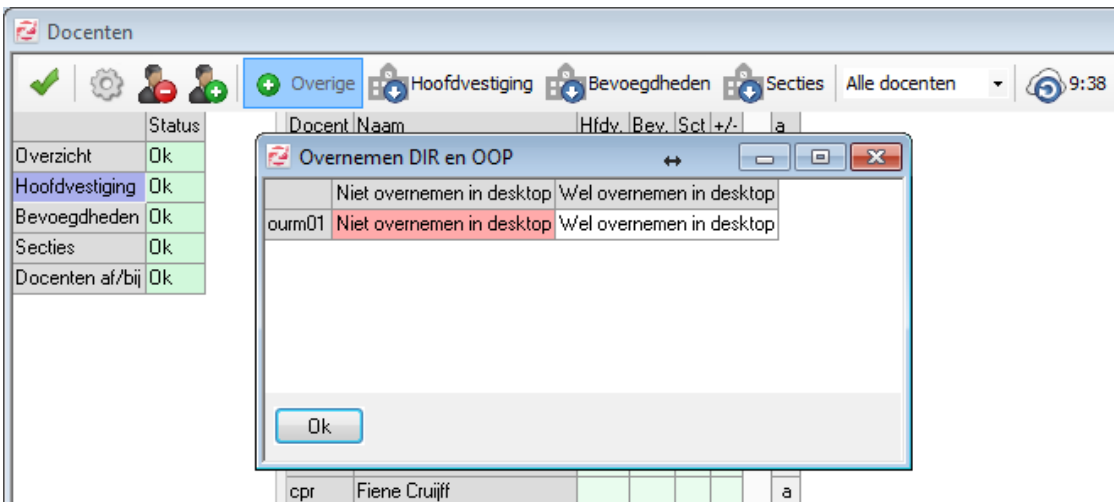 Docenten
Overige Hoofdvestiging Bevoegdheden Secties Alle docenten 9:38
Status
Overzicht Ok
Hoofdvestiging Ok
Bevoegdheden Ok
Secties Ok
Docenten af/bij Ok
Docent Naam Hfdv. Bev. Sct +/- a
Overnemen DIR en OOP
Niet overnemen in desktop Wel overnemen in desktop
ourm01 Niet overnemen in desktop Wel overnemen in desktop
Ok
cpr Fiene Cruijff a